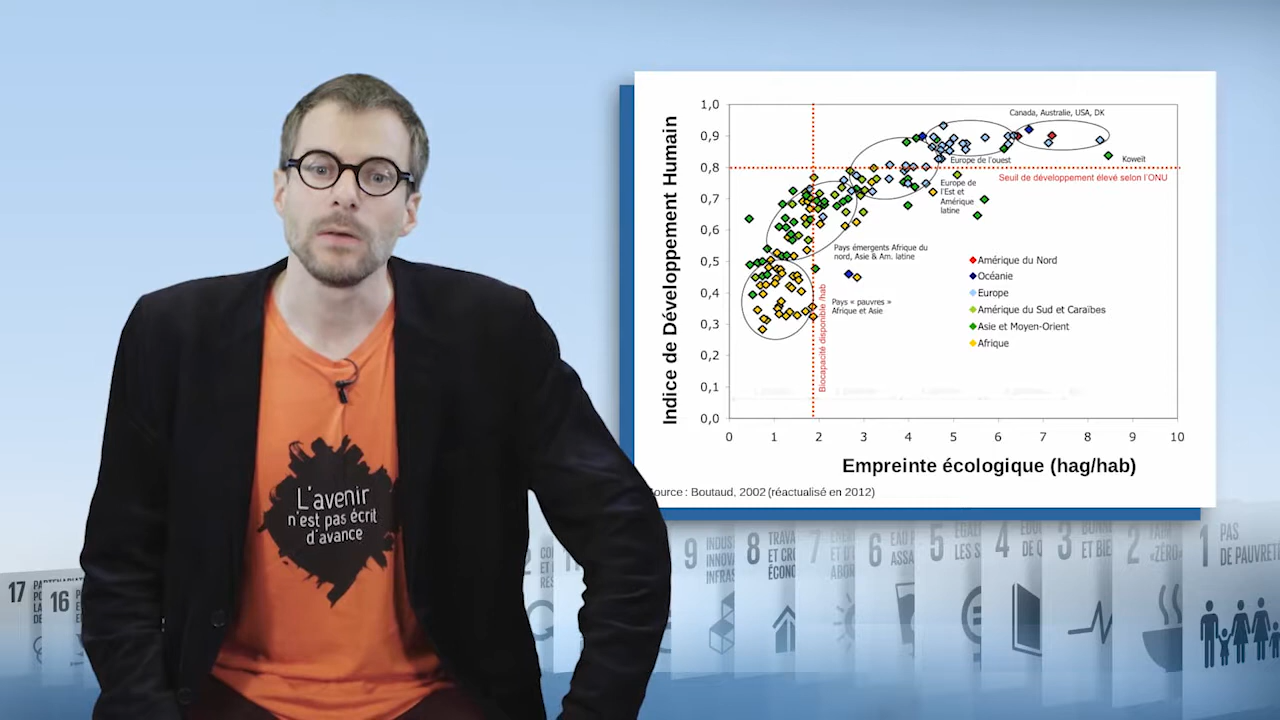 L'avenir
n'est pas écrit
d'avance
Indice de Développement Humain
1,0
0,9
0,8
0,7
0,6
0,5
0,4
0,3
0,2
0,1
0,0
0 1 2 3 4 5 6 7 8 9 10
Empreinte écologique (hag/hab)
Canada, Australie, USA, DK
Europe de l'ouest
Koweït
Seuil de développement élevé selon l'ONU
Europe de
l'Est et
Amérique
latine
Pays émergents Afrique du
nord, Asie & Am. latine
Pays « pauvres »
Afrique et Asie
Biocapacité disponible /hab
Amérique du Nord
Océanie
Europe
Amérique du Sud et Caraïbes
Asie et Moyen-Orient
Afrique
: Boutaud, 2002 (réactualisé en 2012)
17
16
9
8
7
6
5
4
3
2
«ZÉRO»
1 PAS
DE PAUVRET